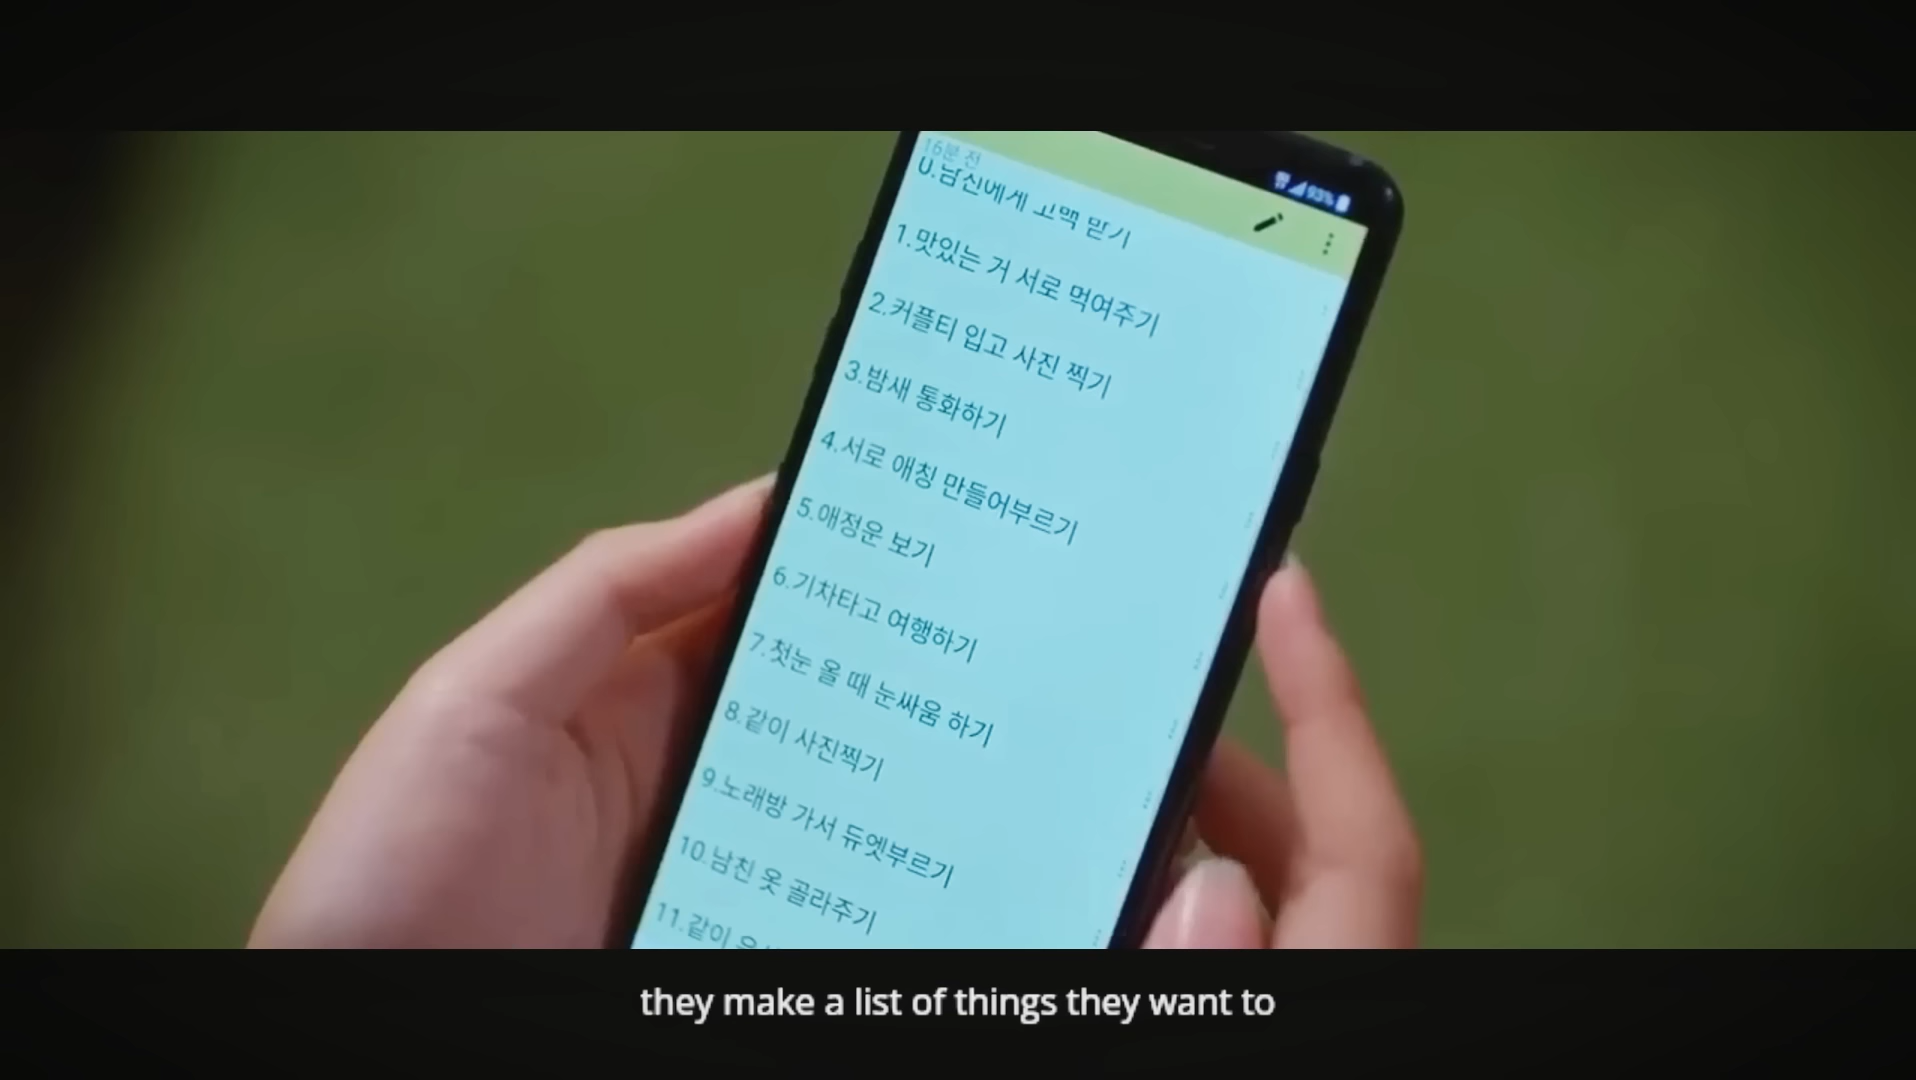 93%
16분 전
0.남신에게 고백 받기
1.맛있는 거 서로 먹여주기
2.커플티 입고 사진 찍기
3.밤새 통화하기
4.서로 애칭 만들어부르기
5.애정운 보기
6.기차타고 여행하기
7.첫눈 올 때 눈싸움 하기
8.같이 사진찍기
9.노래방 가서 듀엣부르기
10.남친 옷 골라주기
11.같이
they make a list of things they want to